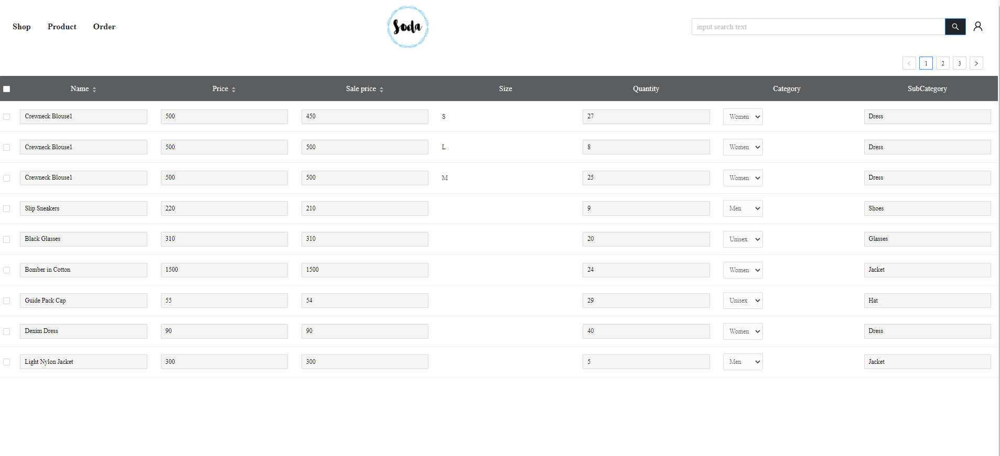 Shop Product Order
Soda
input search text
1 2 3
Name Price Sale price Size Quantity Category SubCategory
Crewneck Blouse1 500 450 S 27 Women Dress
Crewneck Blouse1 500 500 L 8 Women Dress
Crewneck Blouse1 500 500 M 25 Women Dress
Slip Sneakers 220 210 9 Men Shoes
Black Glasses 310 310 20 Unisex Glasses
Bomber in Cotton 1500 1500 24 Women Jacket
Guide Pack Cap 55 54 29 Unisex Hat
Denim Dress 90 90 40 Women Dress
Light Nylon Jacket 300 300 5 Men Jacket